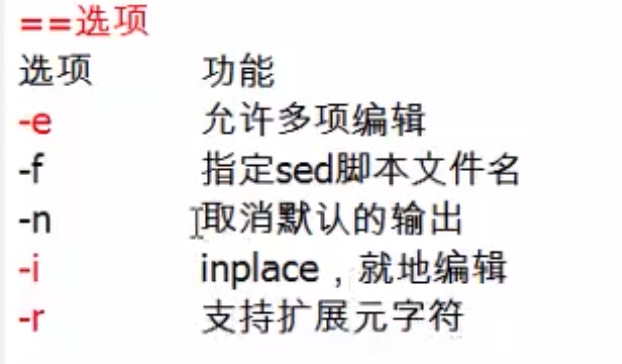 ==选项
选项 功能
-e 允许多项编辑
-f 指定sed脚本文件名
-n 取消默认的输出
-i inplace，就地编辑
-r 支持扩展元字符